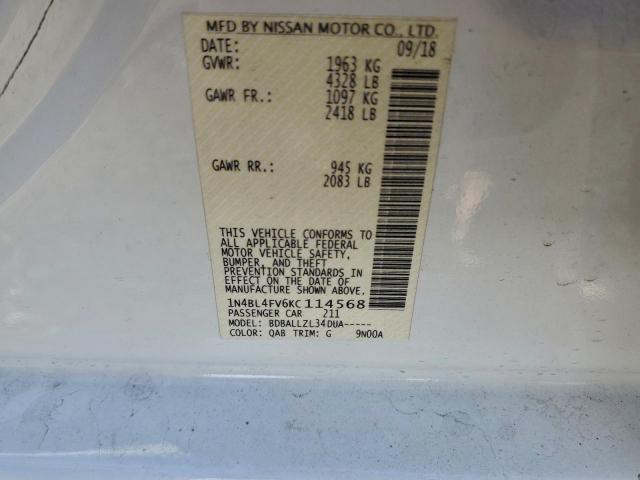 MFD BY NISSAN MOTOR CO., LTD.
DATE: 09/18
GVWR: 1963 KG
4328 LB
GAWR FR.: 1097 KG
2418 LB
GAWR RR.: 945 KG
2083 LB
THIS VEHICLE CONFORMS TO
ALL APPLICABLE FEDERAL
MOTOR VEHICLE SAFETY,
BUMPER, AND THEFT
PREVENTION STANDARDS IN
EFFECT ON THE DATE OF
MANUFACTURE SHOWN ABOVE.
1N4BL4FV6KC114568
PASSENGER CAR 211
MODEL: BDBALLZL34DUA-----
COLOR: QAB TRIM: G 9N00A